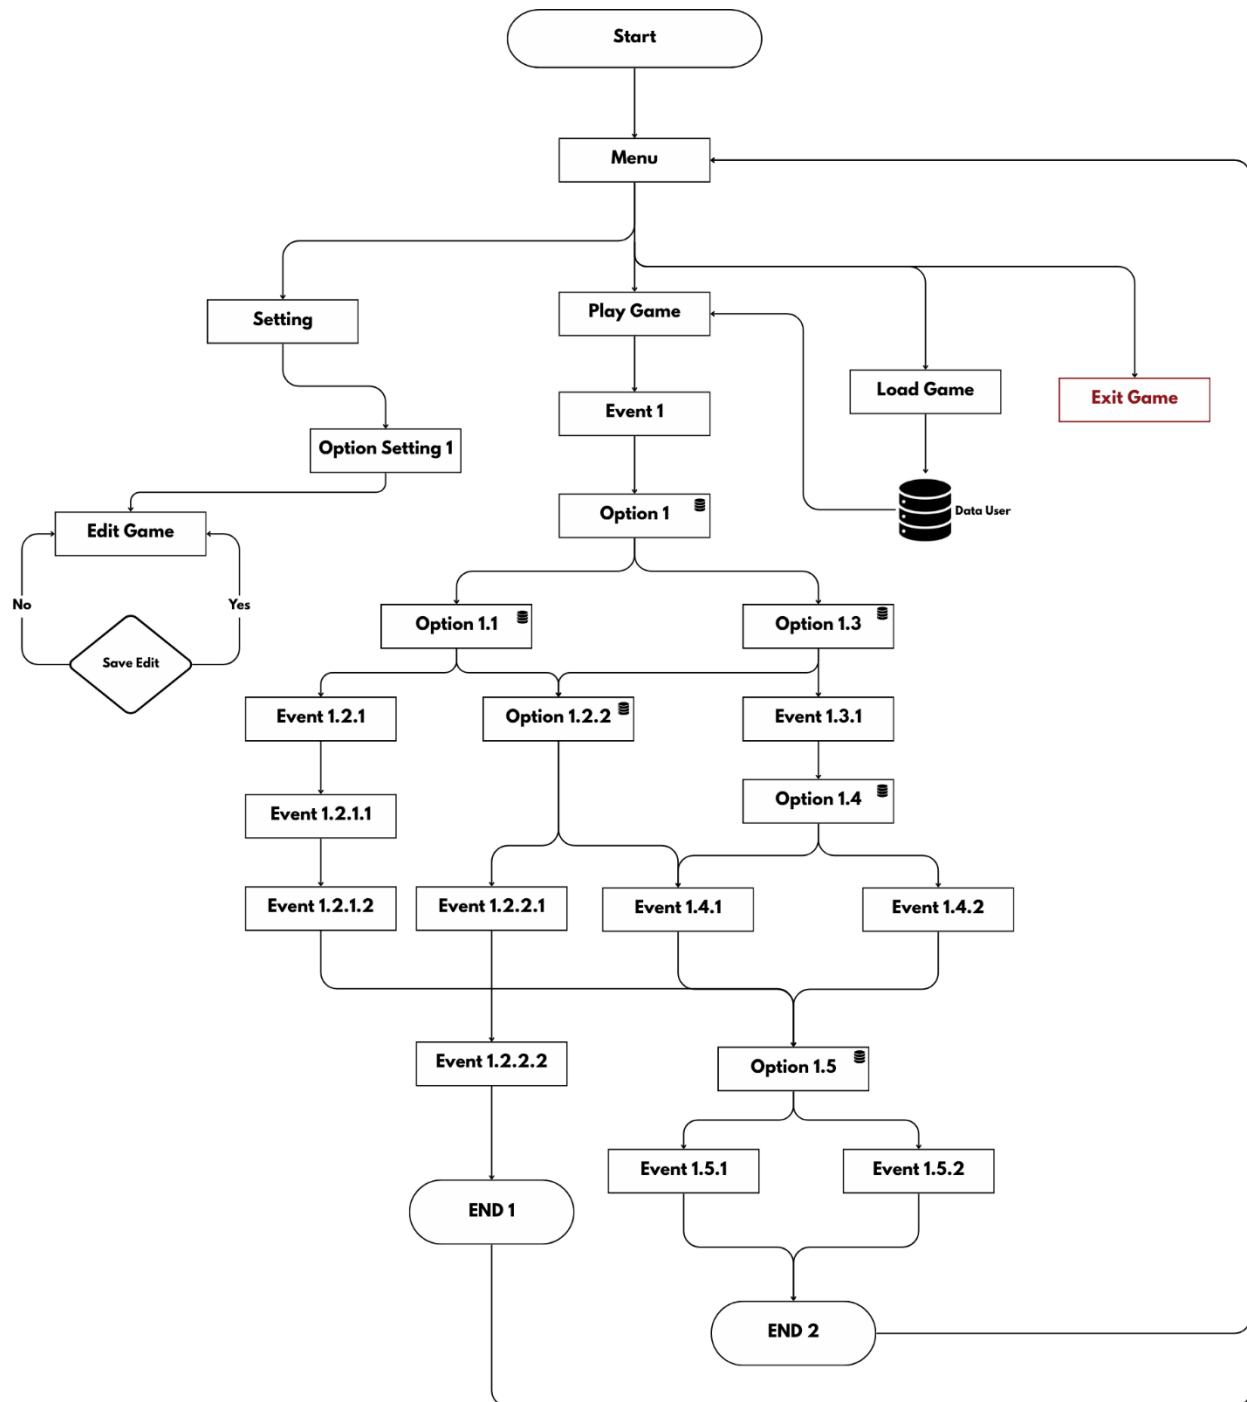 Start
Menu
Setting
Play Game
Load Game
Exit Game
Event 1
Option Setting 1
Option 1
Data User
Edit Game
No
Yes
Save Edit
Option 1.1
Option 1.3
Event 1.2.1
Option 1.2.2
Event 1.3.1
Event 1.2.1.1
Option 1.4
Event 1.2.1.2
Event 1.2.2.1
Event 1.4.1
Event 1.4.2
Event 1.2.2.2
Option 1.5
Event 1.5.1
Event 1.5.2
END 1
END 2